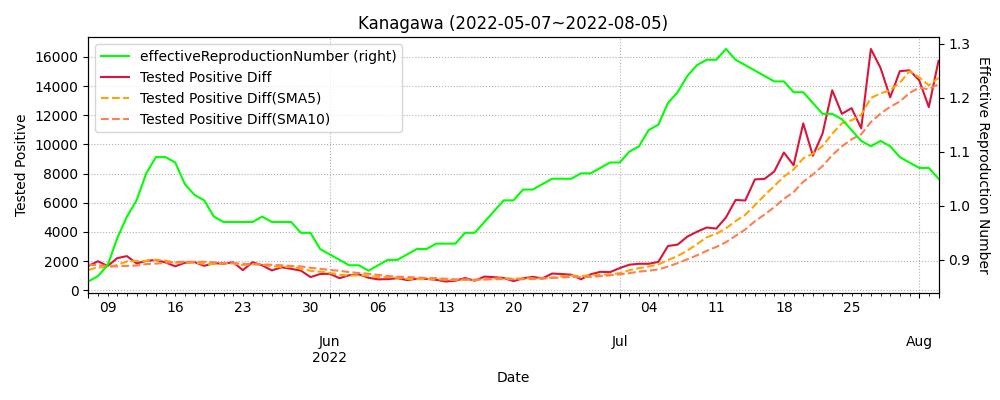 Kanagawa (2022-05-07~2022-08-05)
effectiveReproductionNumber (right)
Tested Positive Diff
Tested Positive Diff(SMA5)
Tested Positive Diff(SMA10)
Tested Positive
16000
14000
12000
10000
8000
6000
4000
2000
0
1.3
1.2
1.1
1.0
0.9
Effective Reproduction Number
09 16 23 30 06 13 20 27 04 11 18 25
Jun Jul Aug
2022
Date